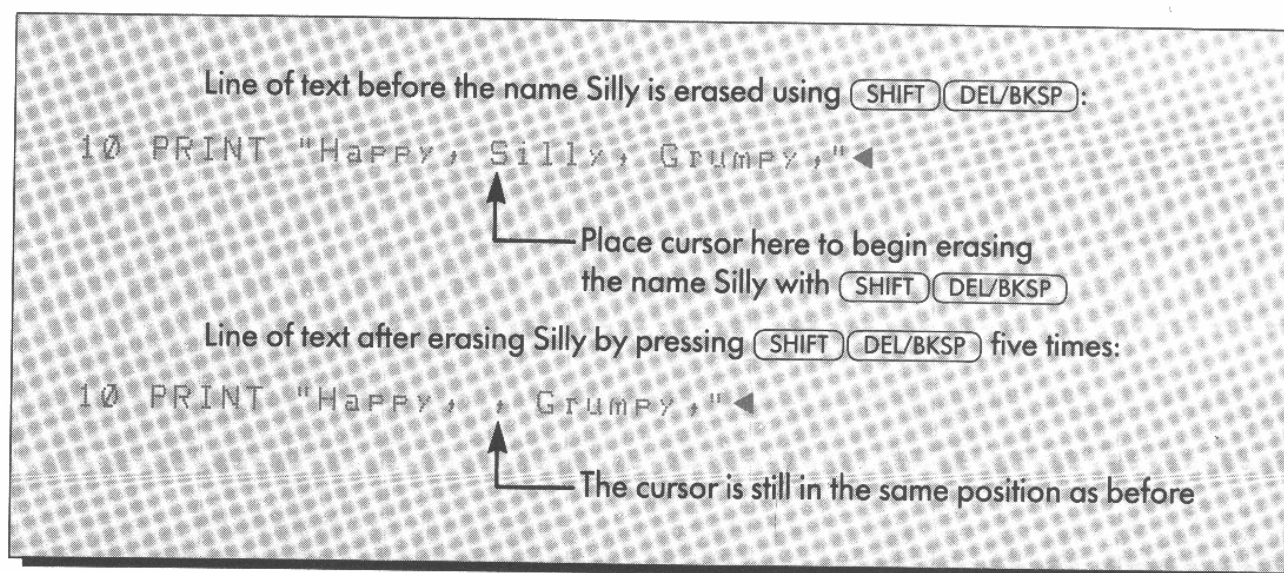 Line of text before the name Silly is erased using SHIFT DEL/BKSP:
10 PRINT "Happy, Silly, Grumpy,"◄
Place cursor here to begin erasing
the name Silly with SHIFT DEL/BKSP
Line of text after erasing Silly by pressing SHIFT DEL/BKSP five times:
10 PRINT "Happy, , Grumpy,"◄
The cursor is still in the same position as before